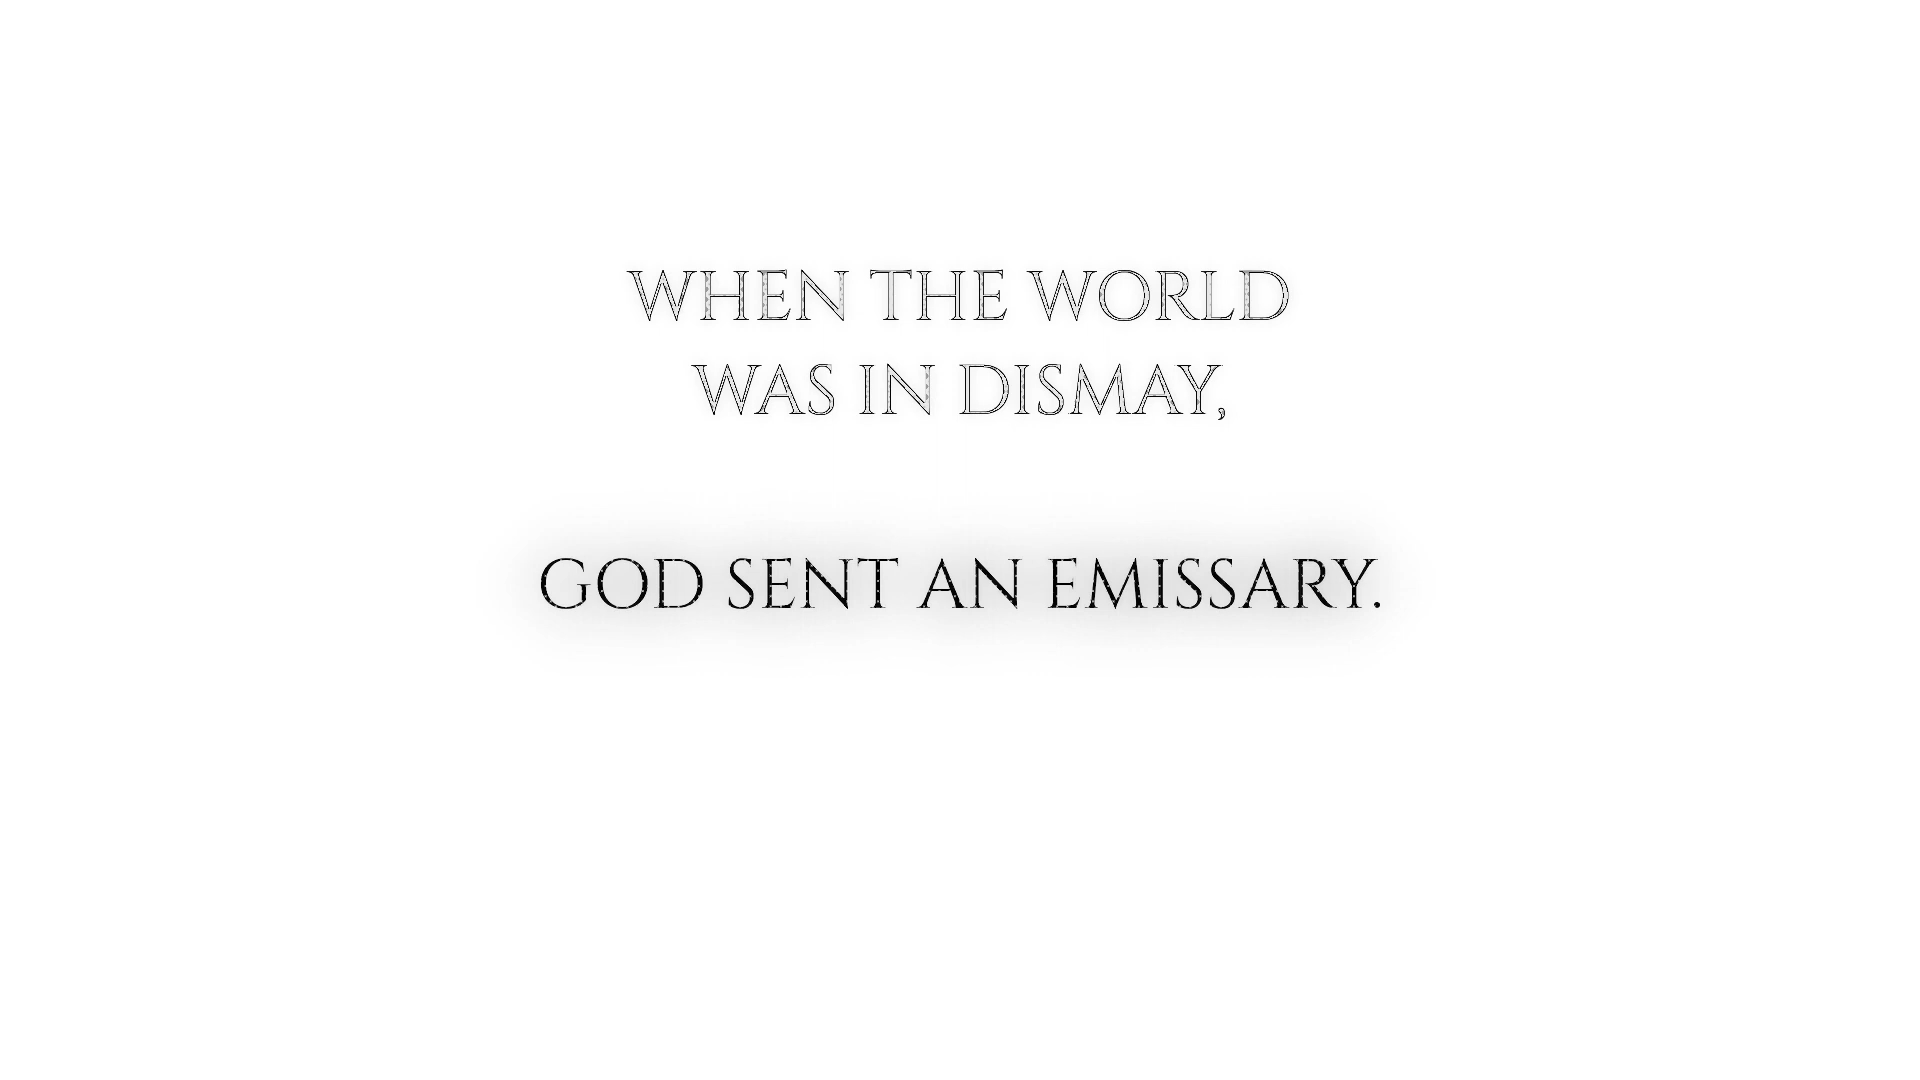 WHEN THE WORLD
WAS IN DISMAY,
GOD SENT AN EMISSARY.